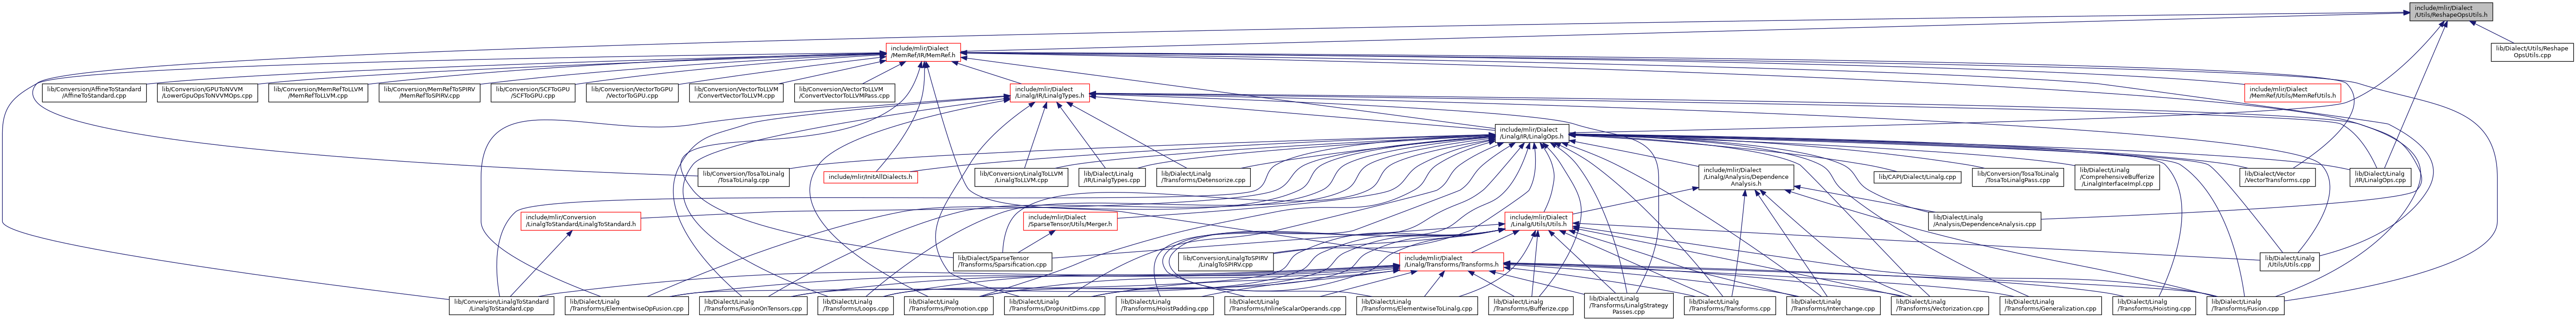 include/mlir/Dialect
/Utils/ReshapeOpsUtils.h
include/mlir/Dialect
/MemRef/IR/MemRef.h
lib/Dialect/Utils/Reshape
OpsUtils.cpp
lib/Conversion/AffineToStandard
/AffineToStandard.cpp
lib/Conversion/GPUToNVVM
/LowerGpuOpsToNVVMOps.cpp
lib/Conversion/MemRefToLLVM
/MemRefToLLVM.cpp
lib/Conversion/MemRefToSPIRV
/MemRefToSPIRV.cpp
lib/Conversion/SCFToGPU
/SCFToGPU.cpp
lib/Conversion/VectorToGPU
/VectorToGPU.cpp
lib/Conversion/VectorToLLVM
/ConvertVectorToLLVM.cpp
lib/Conversion/VectorToLLVM
/ConvertVectorToLLVMPass.cpp
include/mlir/Dialect
/Linalg/IR/LinalgTypes.h
include/mlir/Dialect
/MemRef/Utils/MemRefUtils.h
include/mlir/Dialect
/Linalg/IR/LinalgOps.h
lib/Conversion/TosaToLinalg
/TosaToLinalg.cpp
include/mlir/InitAllDialects.h
lib/Conversion/LinalgToLLVM
/LinalgToLLVM.cpp
lib/Dialect/Linalg
/IR/LinalgTypes.cpp
lib/Dialect/Linalg
/Transforms/Detensorize.cpp
include/mlir/Dialect
/Linalg/Analysis/Dependence
Analysis.h
lib/CAPI/Dialect/Linalg.cpp
lib/Conversion/TosaToLinalg
/TosaToLinalgPass.cpp
lib/Dialect/Linalg
/ComprehensiveBufferize
/LinalgInterfaceImpl.cpp
lib/Dialect/Vector
/VectorTransforms.cpp
lib/Dialect/Linalg
/IR/LinalgOps.cpp
include/mlir/Conversion
/LinalgToStandard/LinalgToStandard.h
include/mlir/Dialect
/SparseTensor/Utils/Merger.h
include/mlir/Dialect
/Linalg/Utils/Utils.h
lib/Dialect/Linalg
/Analysis/DependenceAnalysis.cpp
lib/Dialect/SparseTensor
/Transforms/Sparsification.cpp
lib/Conversion/LinalgToSPIRV
/LinalgToSPIRV.cpp
include/mlir/Dialect
/Linalg/Transforms/Transforms.h
lib/Dialect/Linalg
/Utils/Utils.cpp
lib/Conversion/LinalgToStandard
/LinalgToStandard.cpp
lib/Dialect/Linalg
/Transforms/ElementwiseOpFusion.cpp
lib/Dialect/Linalg
/Transforms/FusionOnTensors.cpp
lib/Dialect/Linalg
/Transforms/Loops.cpp
lib/Dialect/Linalg
/Transforms/Promotion.cpp
lib/Dialect/Linalg
/Transforms/DropUnitDims.cpp
lib/Dialect/Linalg
/Transforms/HoistPadding.cpp
lib/Dialect/Linalg
/Transforms/InlineScalarOperands.cpp
lib/Dialect/Linalg
/Transforms/ElementwiseToLinalg.cpp
lib/Dialect/Linalg
/Transforms/Bufferize.cpp
lib/Dialect/Linalg
/Transforms/LinalgStrategy
Passes.cpp
lib/Dialect/Linalg
/Transforms/Transforms.cpp
lib/Dialect/Linalg
/Transforms/Interchange.cpp
lib/Dialect/Linalg
/Transforms/Vectorization.cpp
lib/Dialect/Linalg
/Transforms/Generalization.cpp
lib/Dialect/Linalg
/Transforms/Hoisting.cpp
lib/Dialect/Linalg
/Transforms/Fusion.cpp